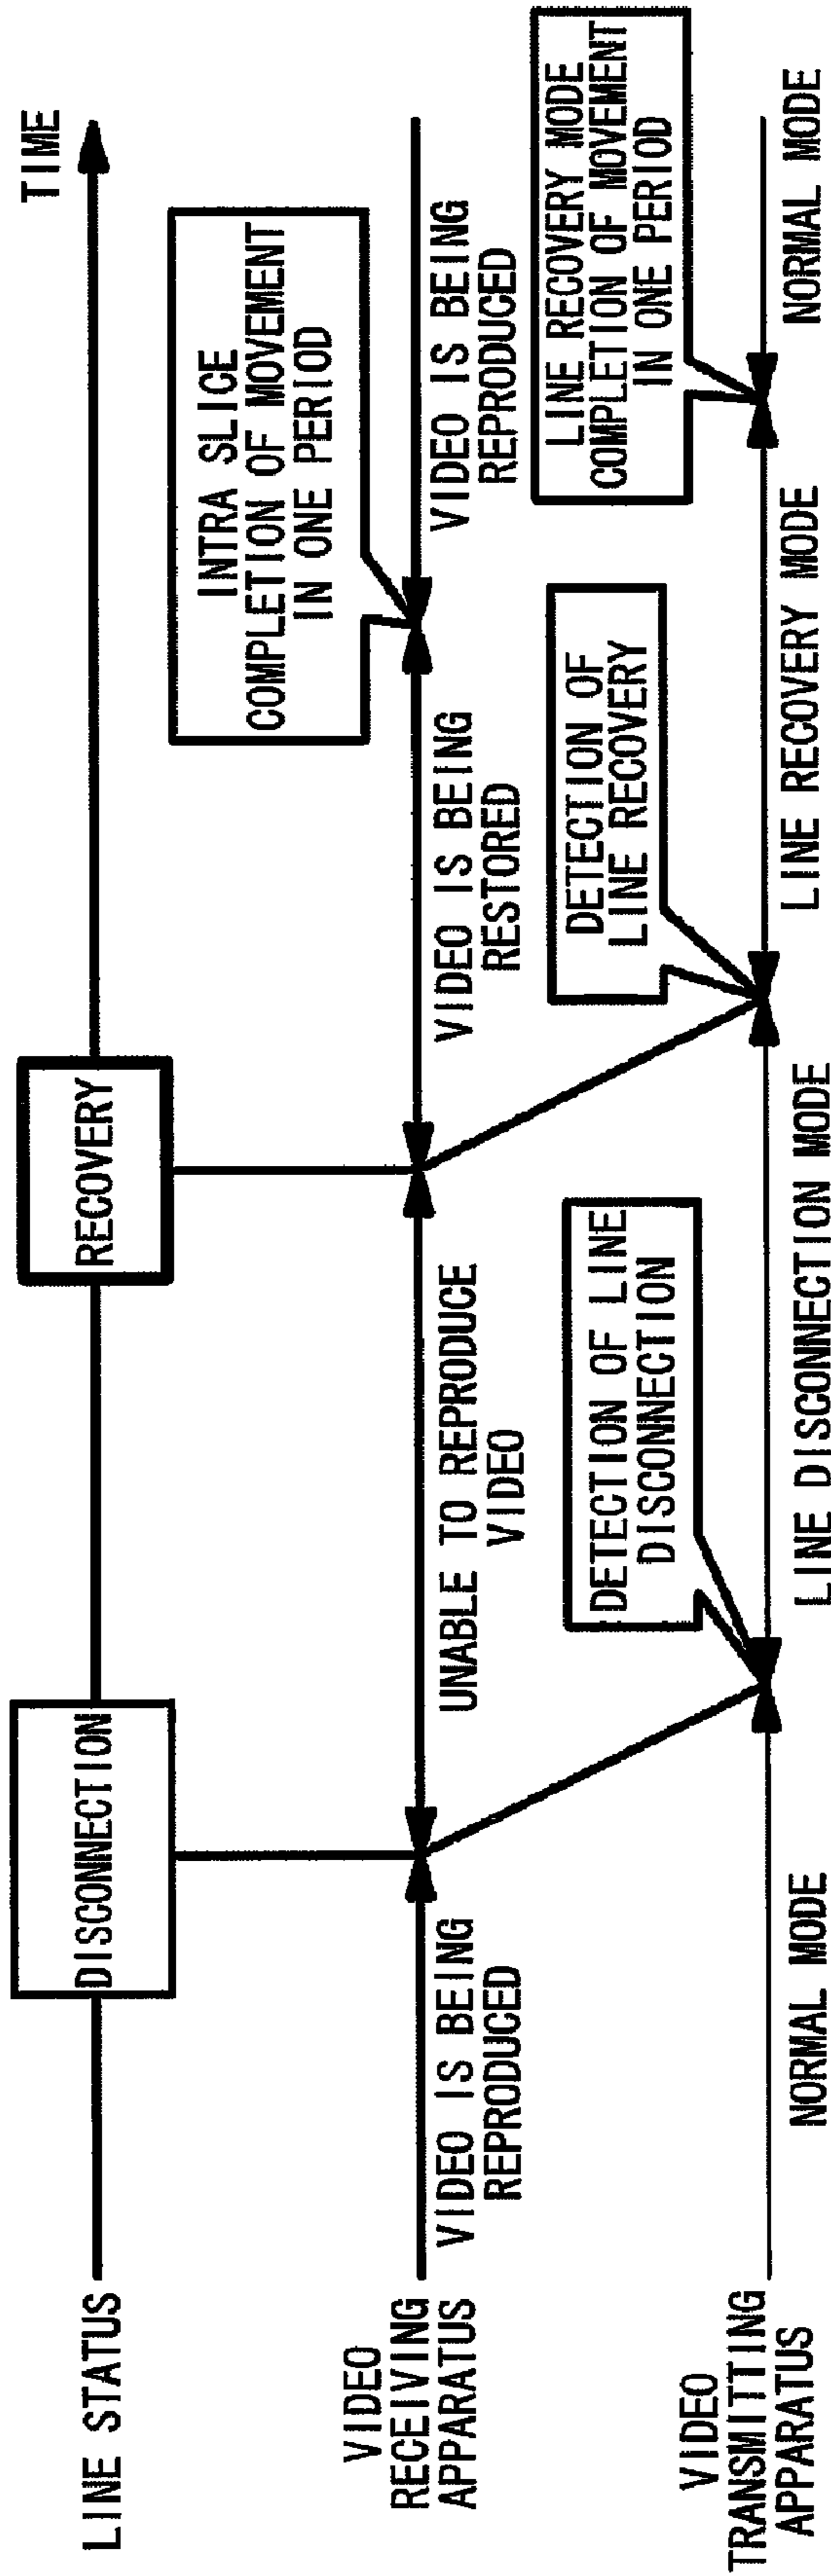 TIME
LINE STATUS
DISCONNECTION
RECOVERY
INTRA SLICE
COMPLETION OF MOVEMENT
IN ONE PERIOD
VIDEO
RECEIVING
APPARATUS
VIDEO IS BEING
REPRODUCED
UNABLE TO REPRODUCE
VIDEO
VIDEO IS BEING
RESTORED
VIDEO IS BEING
REPRODUCED
DETECTION OF LINE
DISCONNECTION
DETECTION OF
LINE RECOVERY
LINE RECOVERY MODE
COMPLETION OF MOVEMENT
IN ONE PERIOD
VIDEO
TRANSMITTING
APPARATUS
NORMAL MODE
LINE DISCONNECTION MODE
LINE RECOVERY MODE
NORMAL MODE